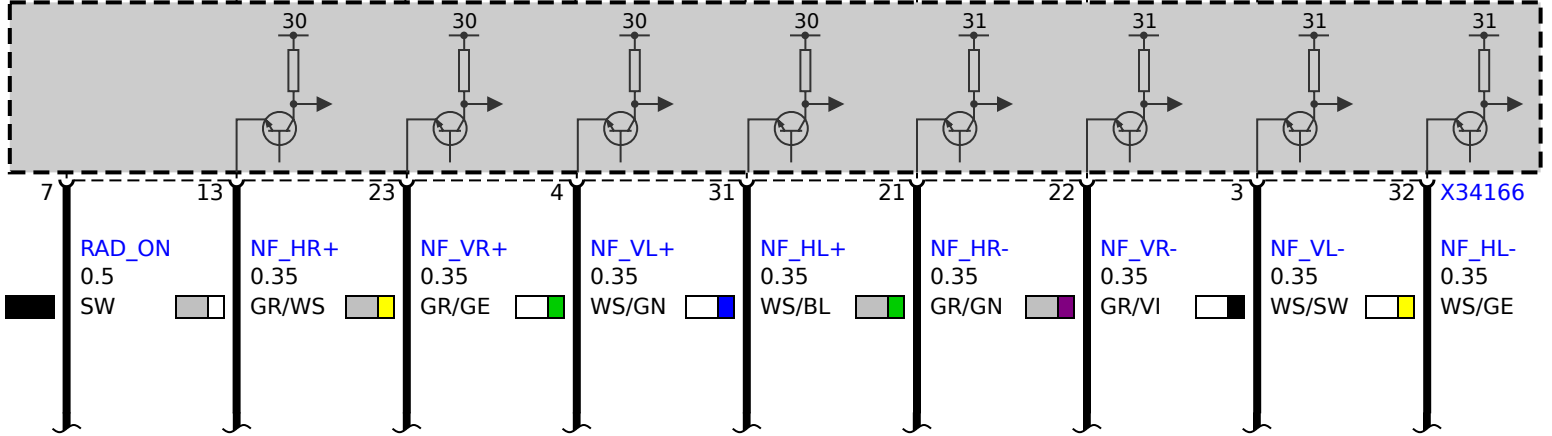 30 30 30 30 31 31 31 31
7 13 23 4 31 21 22 3 32 X34166
RAD_ON NF_HR+ NF_VR+ NF_VL+ NF_HL+ NF_HR- NF_VR- NF_VL- NF_HL-
0.5 0.35 0.35 0.35 0.35 0.35 0.35 0.35 0.35
SW GR/WS GR/GE WS/GN WS/BL GR/GN GR/VI WS/SW WS/GE